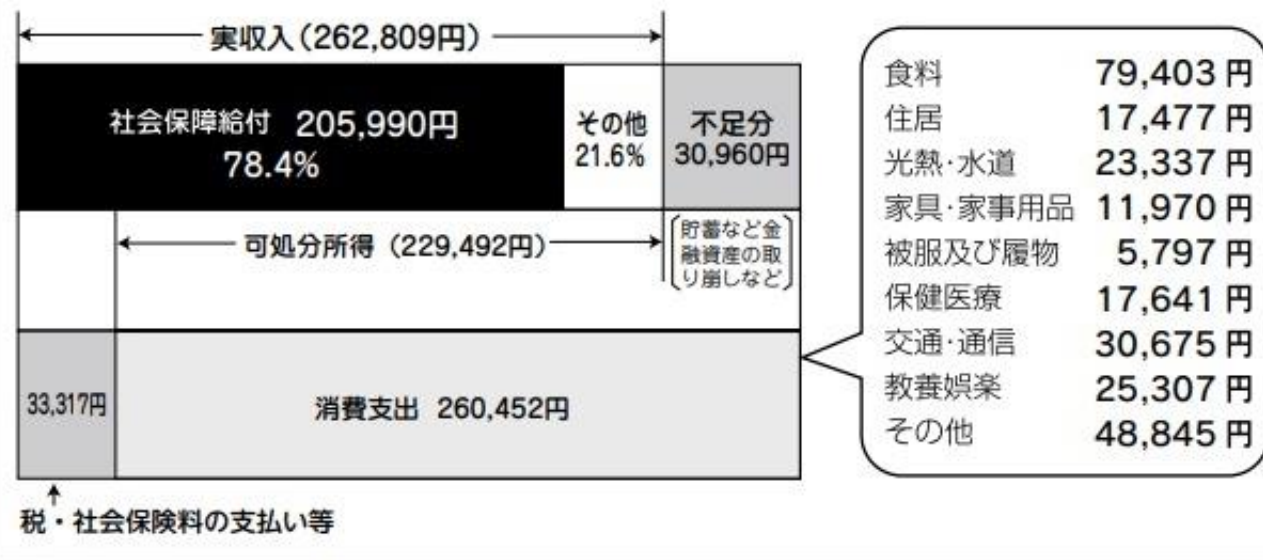 実収入（262,809円）
社会保障給付 205,990円
78.4%
その他
21.6%
不足分
30,960円
可処分所得（229,492円）
貯蓄など金
融資産の取
り崩しなど
33,317円
消費支出 260,452円
税・社会保険料の支払い等
食料 79,403円
住居 17,477円
光熱・水道 23,337円
家具・家事用品 11,970円
被服及び履物 5,797円
保健医療 17,641円
交通・通信 30,675円
教養娯楽 25,307円
その他 48,845円